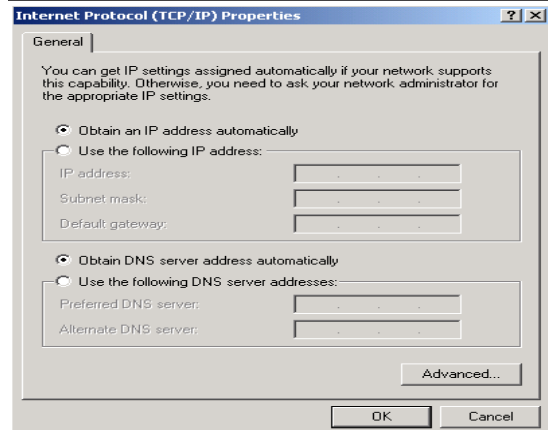 Internet Protocol (TCP/IP) Properties ? X
General
You can get IP settings assigned automatically if your network supports
this capability. Otherwise, you need to ask your network administrator for
the appropriate IP settings.
Obtain an IP address automatically
Use the following IP address:
IP address:
Subnet mask:
Default gateway:
Obtain DNS server address automatically
Use the following DNS server addresses:
Preferred DNS server:
Alternate DNS server:
Advanced...
OK Cancel